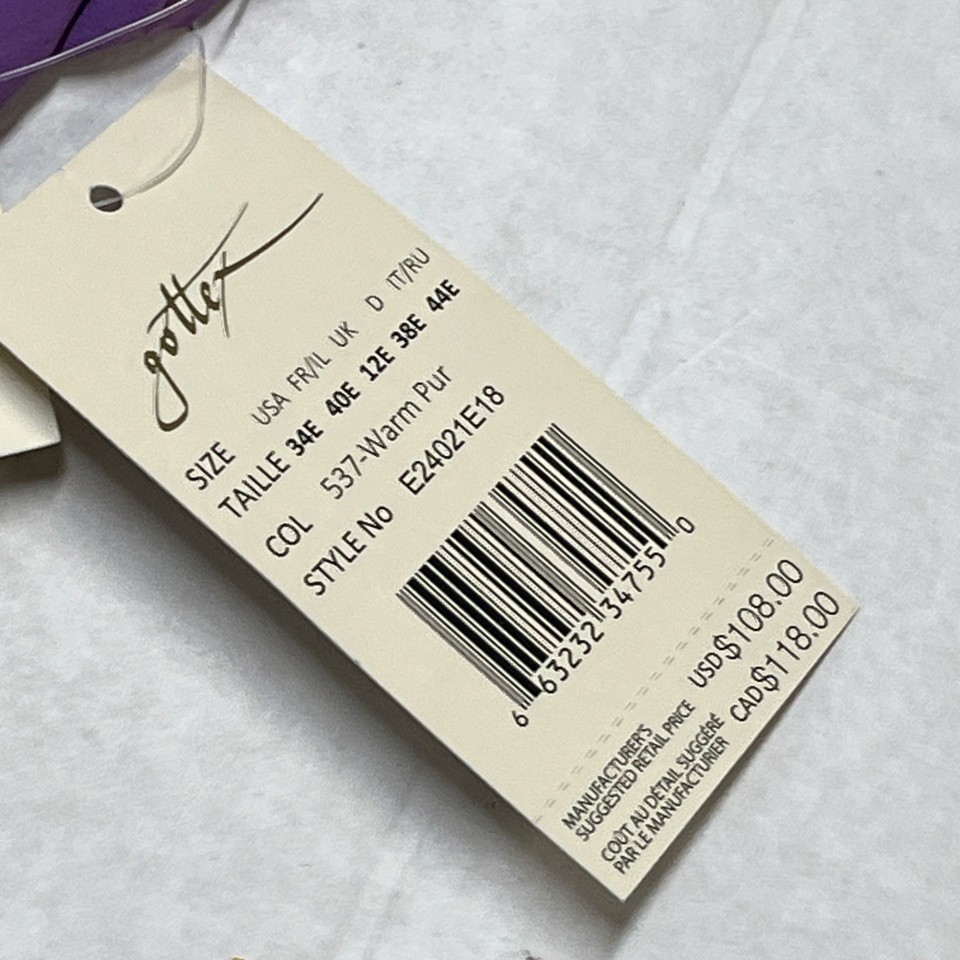 gottex
SIZE USA FR/IL UK D IT/RU
TAILLE 34E 40E 12E 38E 44E
COL 537-Warm Pur
STYLE No E24021E18
6 63232 34755 0
MANUFACTURER'S
SUGGESTED RETAIL PRICE USD$108.00
COÛT AU DÉTAIL SUGGÉRÉ
PAR LE MANUFACTURIER CAD$118.00